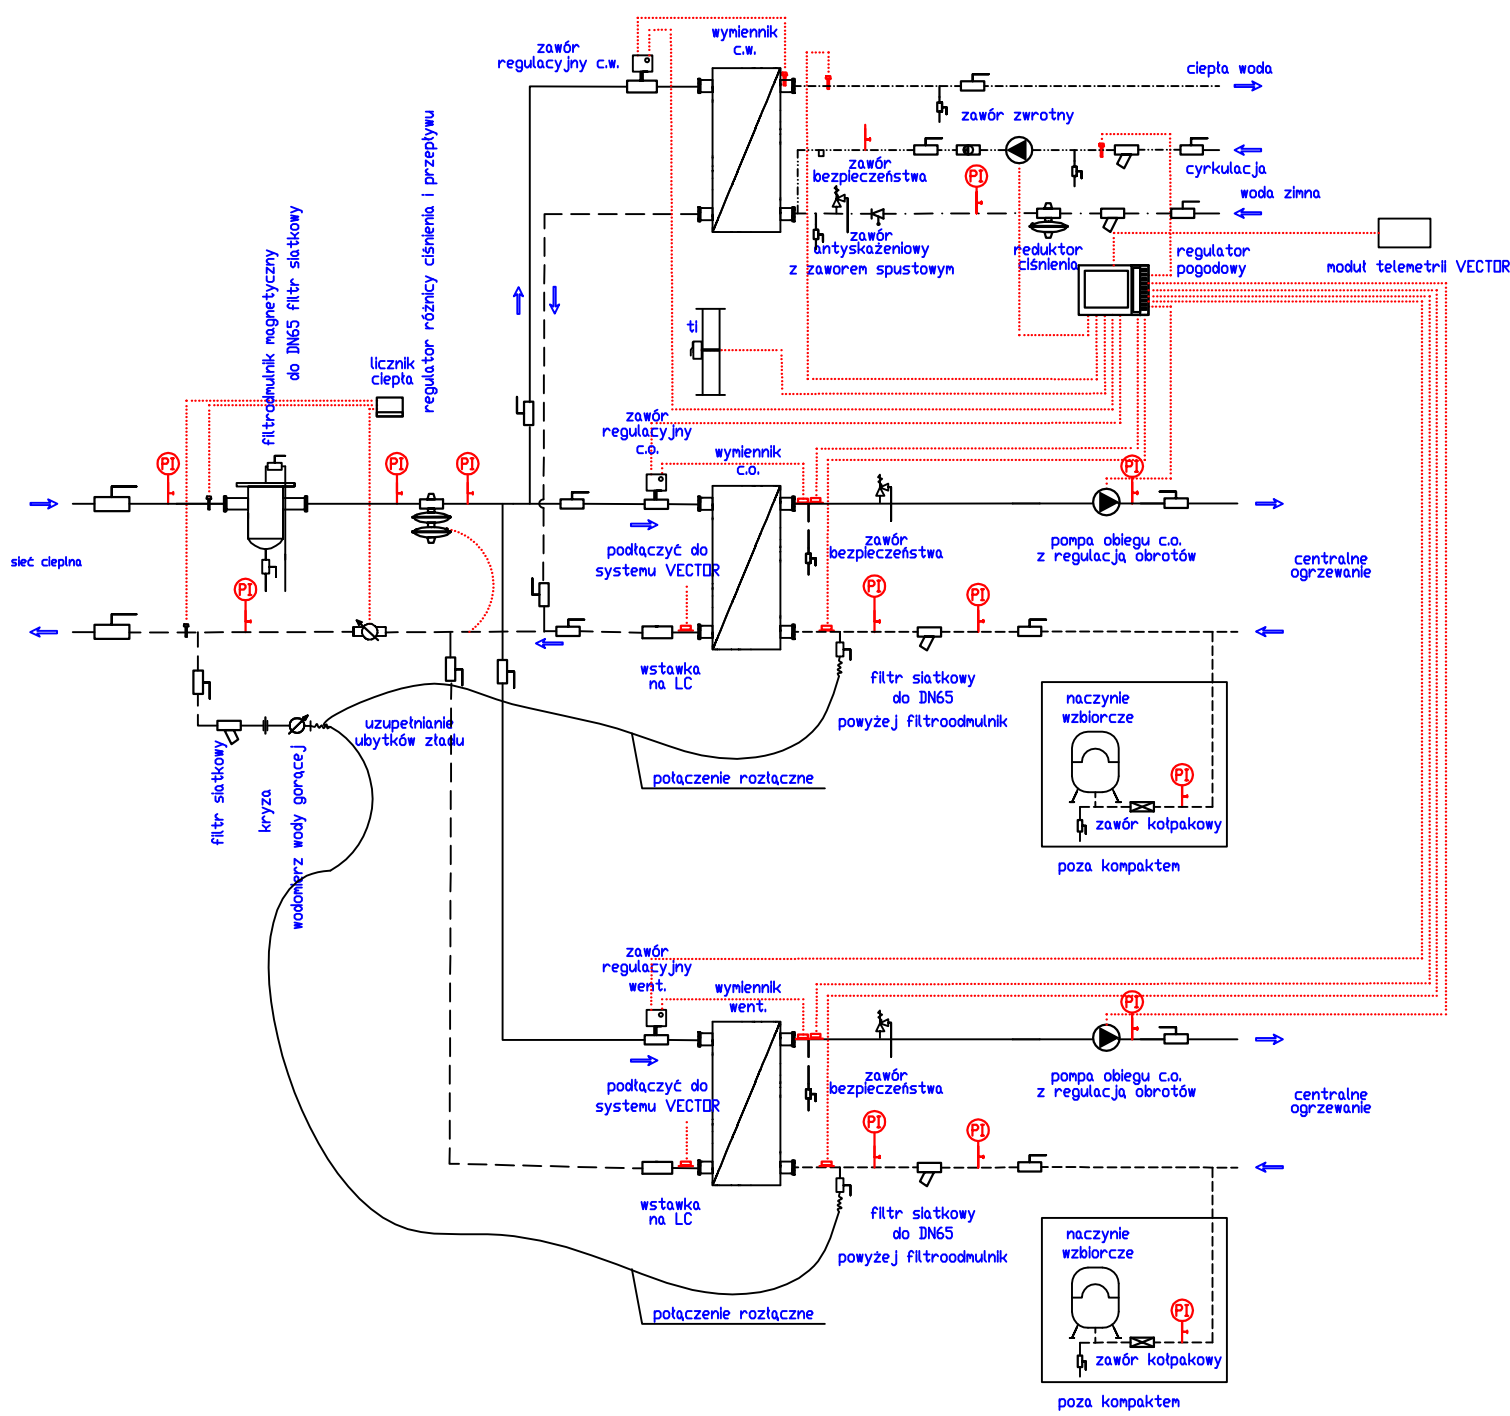 zawór
regulacyjny c.w.
wymiennik
c.w.
ciepła woda
zawór zwrotny
zawór
bezpieczeństwa
PI
cyrkulacja
woda zimna
zawór
antyskażeniowy
z zaworem spustowym
reduktor
ciśnienia
regulator
pogodowy
moduł telemetrii VECTOR
regulator różnicy ciśnienia i przepływu
filtroodmulnik magnetyczny
do DN65 filtr siatkowy
licznik
ciepła
ti
zawór
regulacyjny
c.o.
wymiennik
c.o.
PI
PI
PI
PI
sieć cieplna
podłączyć do
systemu VECTOR
zawór
bezpieczeństwa
pompa obiegu c.o.
z regulacją obrotów
centralne
ogrzewanie
PI
PI
PI
wstawka
na LC
filtr siatkowy
do DN65
powyżej filtroodmulnik
naczynie
wzbiorcze
uzupełnianie
ubytków zładu
połączenie rozłączne
PI
zawór kołpakowy
poza kompaktem
filtr siatkowy
kryza
wodomierz wody gorącej
zawór
regulacyjny
went.
wymiennik
went.
PI
podłączyć do
systemu VECTOR
zawór
bezpieczeństwa
pompa obiegu c.o.
z regulacją obrotów
centralne
ogrzewanie
PI
PI
wstawka
na LC
filtr siatkowy
do DN65
powyżej filtroodmulnik
naczynie
wzbiorcze
połączenie rozłączne
PI
zawór kołpakowy
poza kompaktem